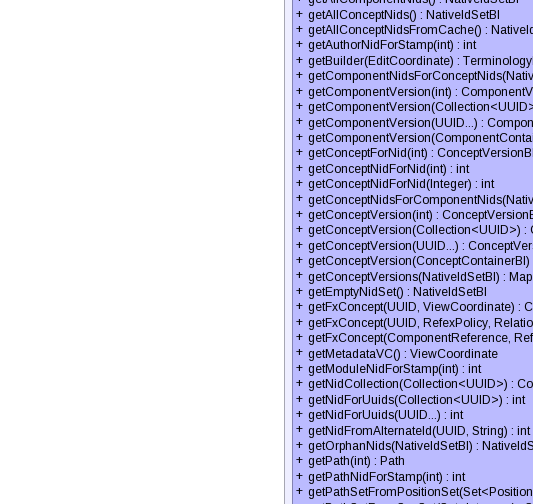 + getAllConceptNids() : NativeIdSetBI
+ getAllConceptNidsFromCache() : NativeId
+ getAuthorNidForStamp(int) : int
+ getBuilder(EditCoordinate) : Terminology
+ getComponentNidsForConceptNids(Nativ
+ getComponentVersion(int) : ComponentV
+ getComponentVersion(Collection<UUID>
+ getComponentVersion(UUID...) : Compon
+ getComponentVersion(ComponentConta
+ getConceptForNid(int) : ConceptVersionB
+ getConceptNidForNid(int) : int
+ getConceptNidForNid(Integer) : int
+ getConceptNidsForComponentNids(Nativ
+ getConceptVersion(int) : ConceptVersionB
+ getConceptVersion(Collection<UUID>) : C
+ getConceptVersion(UUID...) : ConceptVers
+ getConceptVersion(ConceptContainerBI)
+ getConceptVersions(NativeIdSetBI) : Map
+ getEmptyNidSet() : NativeIdSetBI
+ getFxConcept(UUID, ViewCoordinate) : C
+ getFxConcept(UUID, RefexPolicy, Relatio
+ getFxConcept(ComponentReference, Ref
+ getMetadataVC() : ViewCoordinate
+ getModuleNidForStamp(int) : int
+ getNidCollection(Collection<UUID>) : Co
+ getNidForUuids(Collection<UUID>) : int
+ getNidForUuids(UUID...) : int
+ getNidFromAlternateId(UUID, String) : int
+ getOrphanNids(NativeIdSetBI) : NativeIdS
+ getPath(int) : Path
+ getPathNidForStamp(int) : int
+ getPathSetFromPositionSet(Set<Position